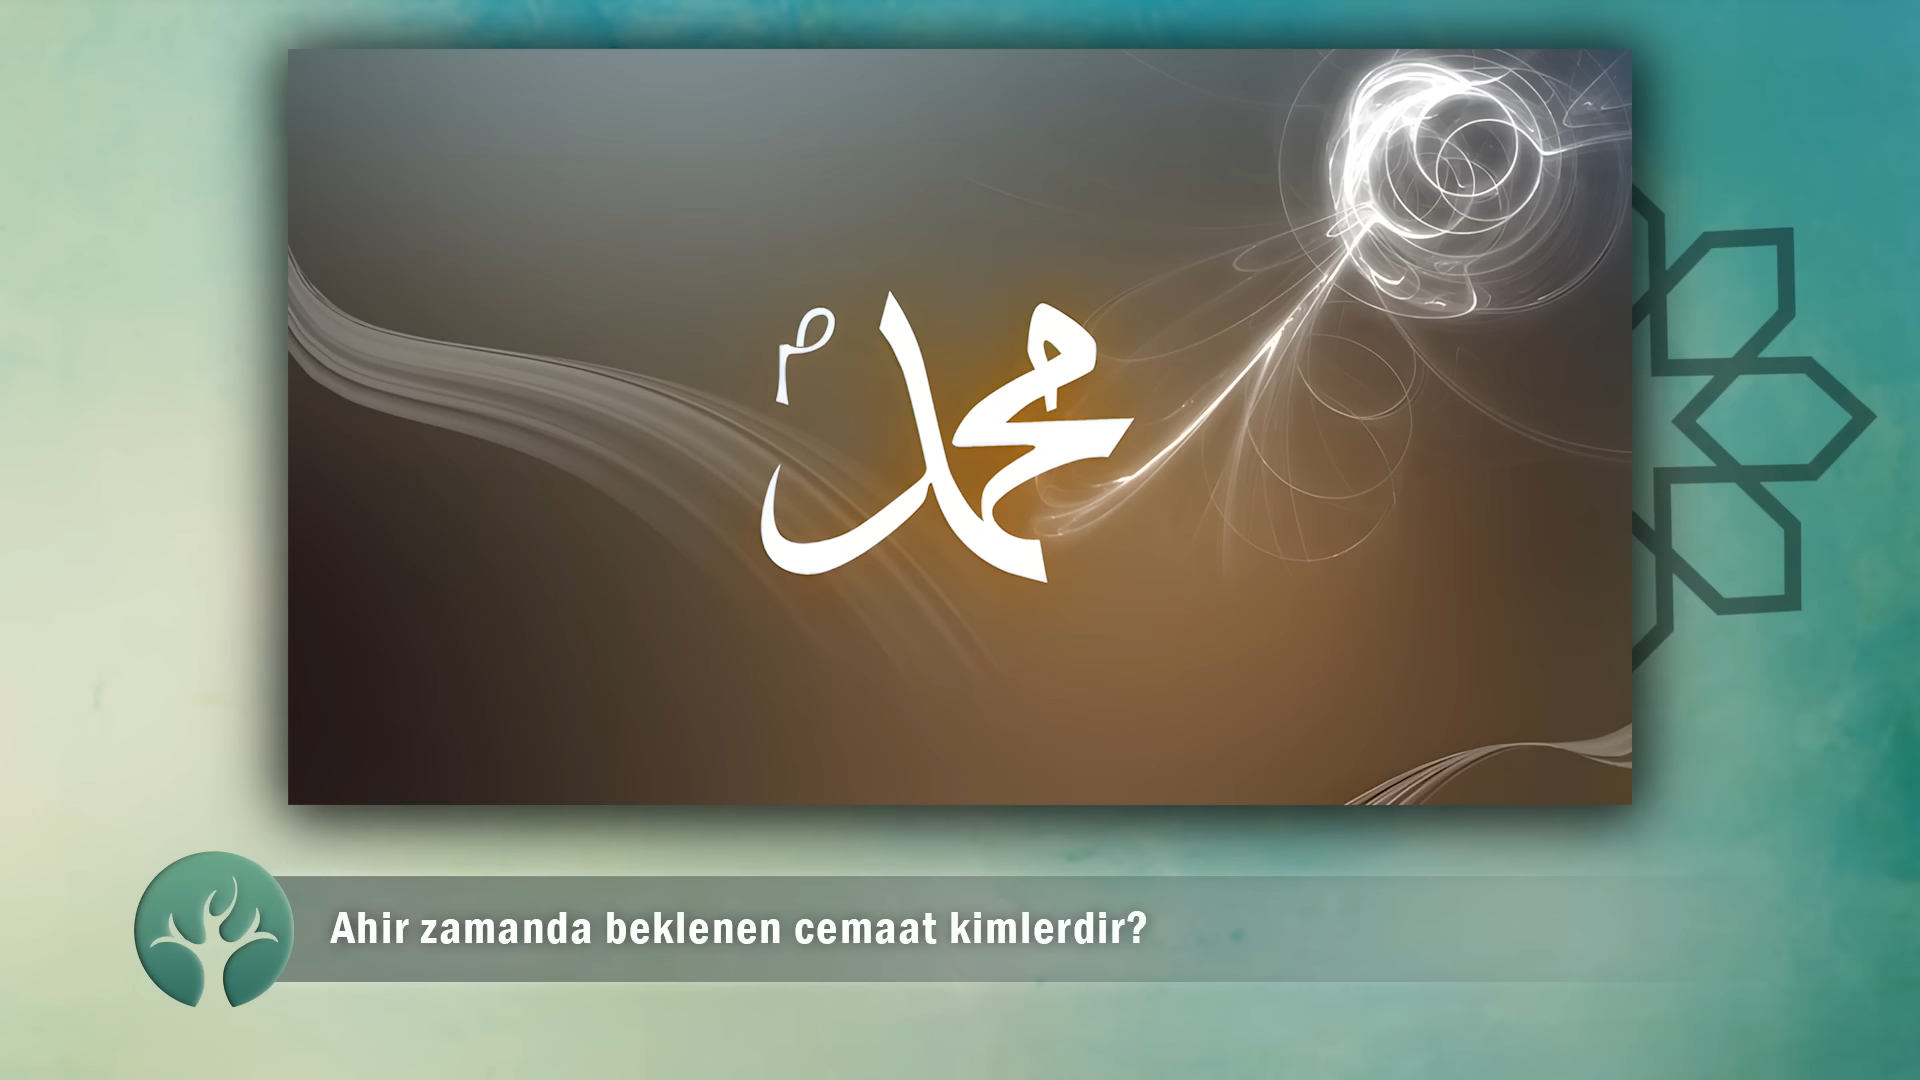 محمد
م
Ahir zamanda beklenen cemaat kimlerdir?